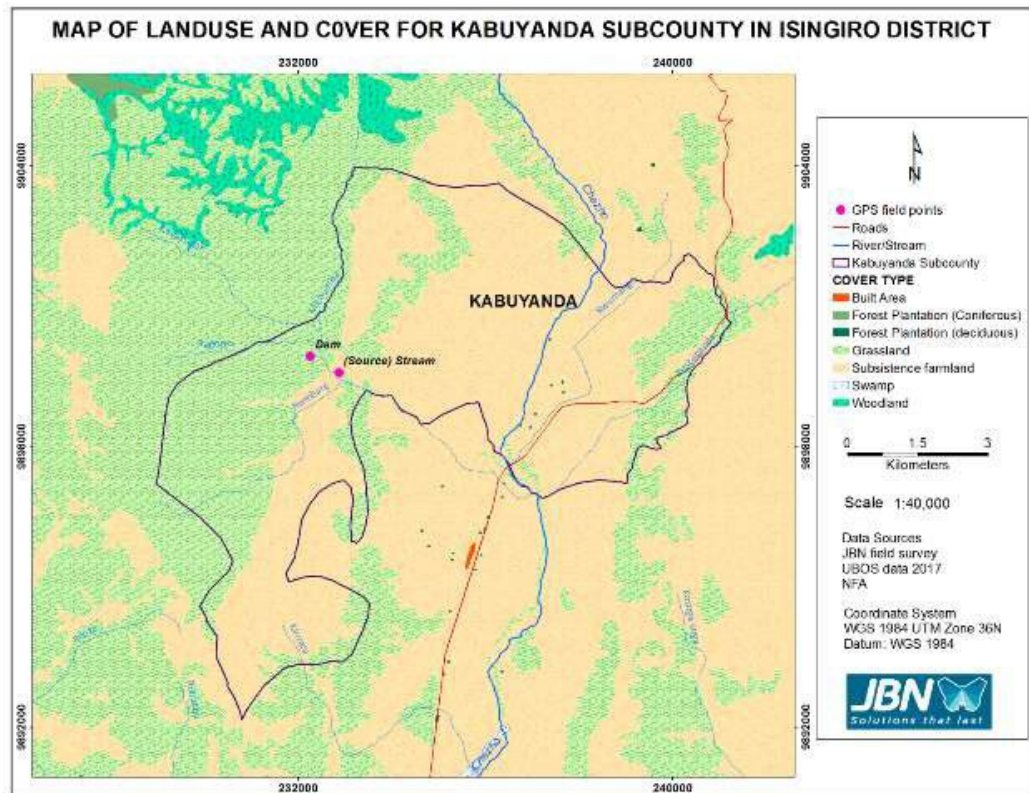 MAP OF LANDUSE AND C0VER FOR KABUYANDA SUBCOUNTY IN ISINGIRO DISTRICT
232000
240000
9904000
9904000
N
GPS field points
Roads
River/Stream
Kabuyanda Subcounty
COVER TYPE
Built Area
Forest Plantation (Coniferous)
Forest Plantation (deciduous)
Grassland
Subsistence farmland
Swamp
Woodland
KABUYANDA
Dam
(Source) Stream
9898000
9898000
0 1.5 3
Kilometers
Scale 1:40,000
Data Sources
JBN field survey
UBOS data 2017
NFA
Coordinate System
WGS 1984 UTM Zone 36N
Datum: WGS 1984
JBN
Solutions that last
9892000
9892000
232000
240000